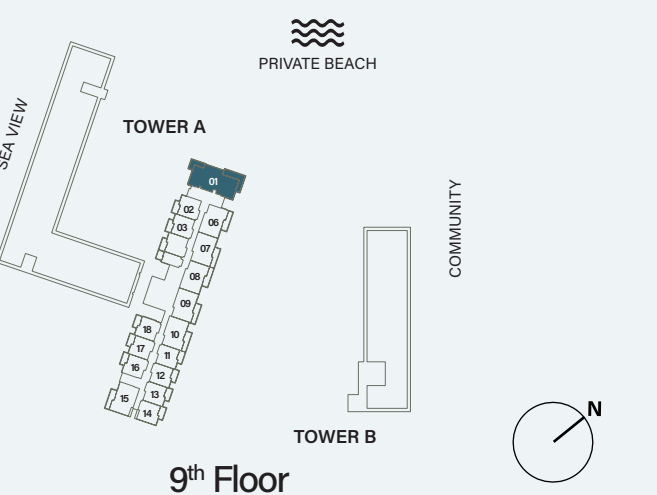 PRIVATE BEACH
SEA VIEW
TOWER A
01
02
06
03
07
08
09
18
10
17
11
16
12
15
13
14
COMMUNITY
TOWER B
N
9th Floor